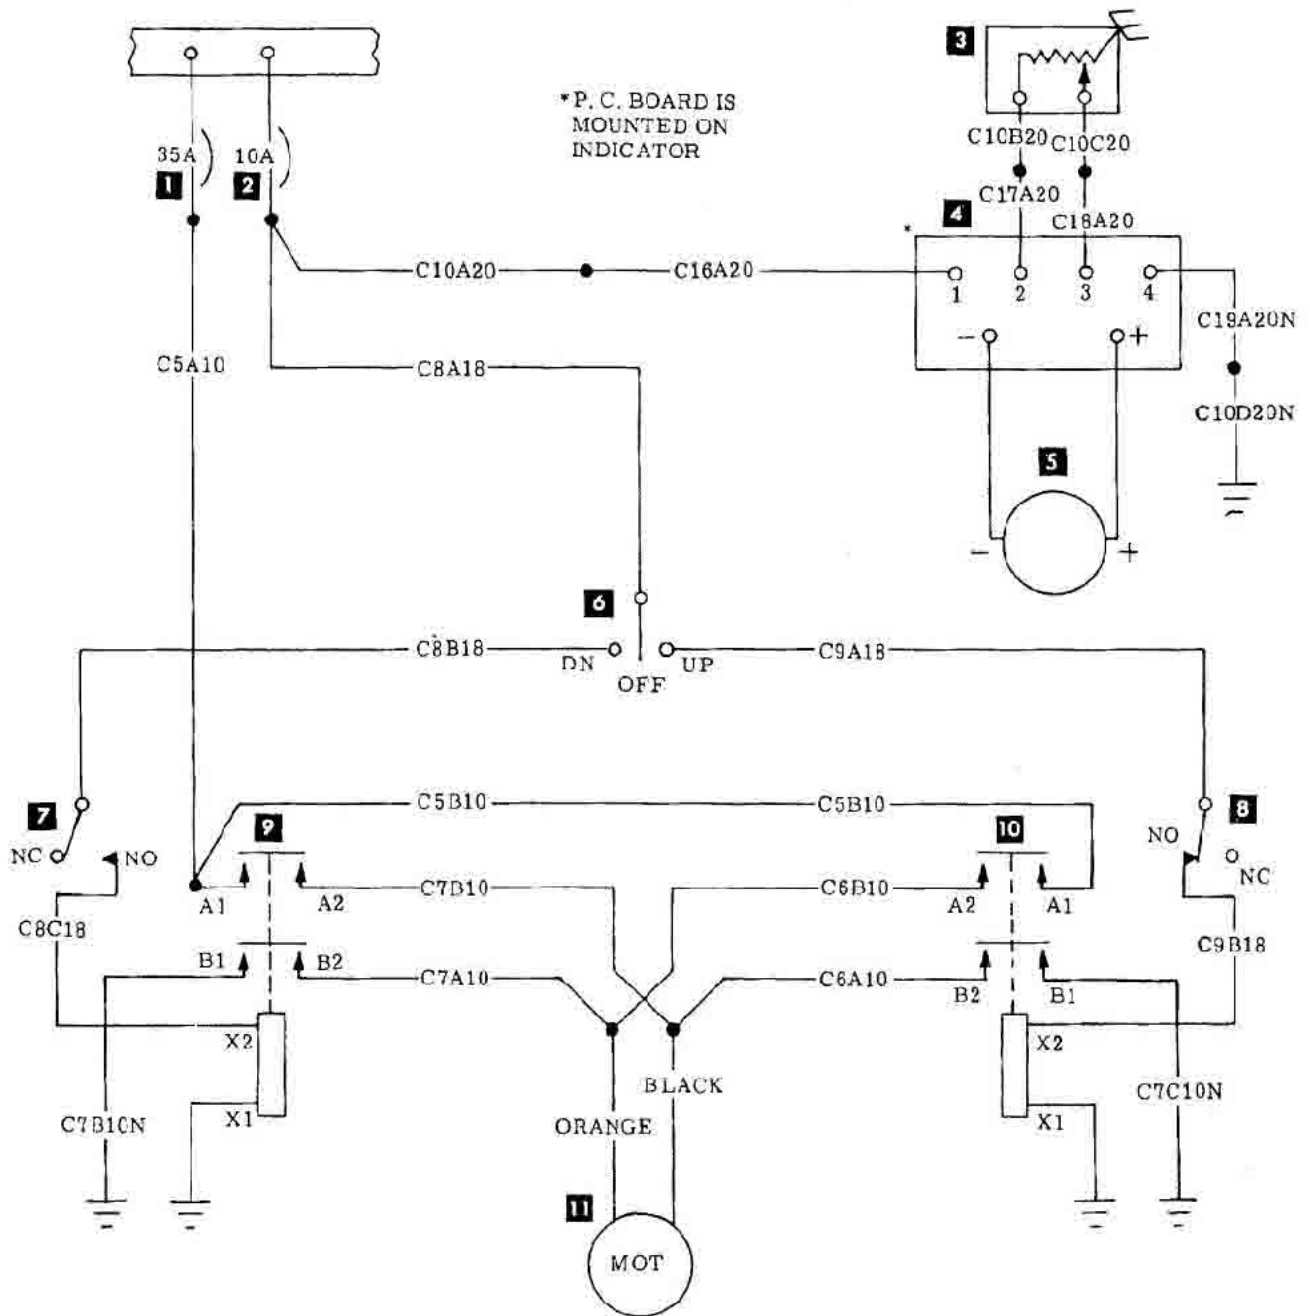 3
* P. C. BOARD IS
MOUNTED ON
INDICATOR
C10B20
C10C20
35A
10A
1
2
C17A20
4
C18A20
*
C10A20
C16A20
1
2
3
4
C19A20N
-
+
C5A10
C8A18
C10D20N
5
-
+
6
C8B18
DN
UP
C9A18
OFF
7
C5B10
C5B10
8
9
10
NC
NO
NO
NC
C7B10
C6B10
A1
A2
A2
A1
C8C18
C9B18
B1
B2
C7A10
C6A10
B2
B1
X2
X2
BLACK
C7C10N
C7B10N
X1
ORANGE
X1
11
MOT